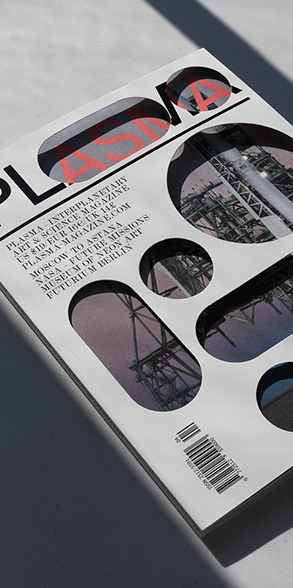 PLASMA
PLASMA — INTERPLANETARY
ART & SCIENCE MAGAZINE
PLASMA-MAGAZINE.COM
MOSCOW TO ASTANA
NASA — FUTURE MISSIONS
MUSEUM OF NEON ART
FUTURIUM BERLIN
04